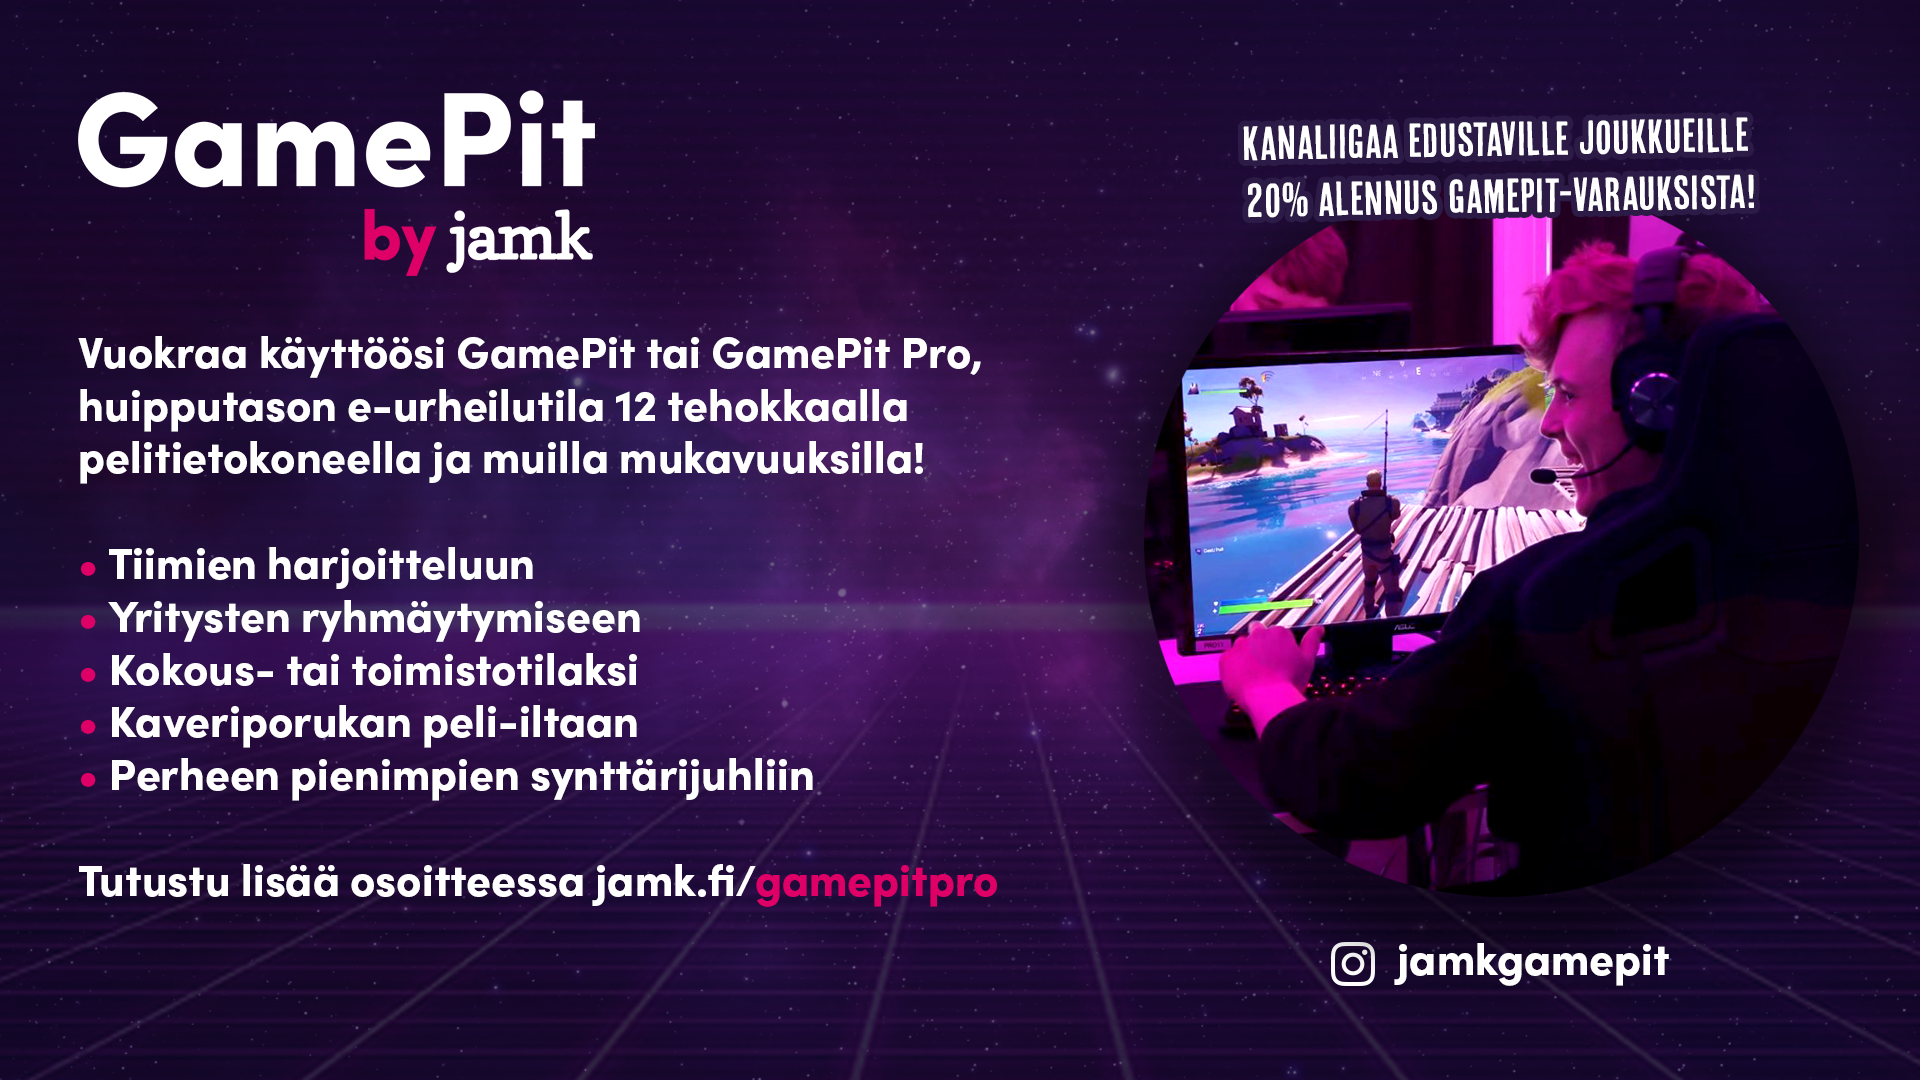 GamePit
by jamk
Vuokraa käyttöösi GamePit tai GamePit Pro,
huipputason e-urheilutila 12 tehokkaalla
pelitietokoneella ja muilla mukavuuksilla!
• Tiimien harjoitteluun
• Yritysten ryhmäytymiseen
• Kokous- tai toimistotilaksi
• Kaveriporukan peli-iltaan
• Perheen pienimpien synttärijuhliin
Tutustu lisää osoitteessa jamk.fi/gamepitpro
KANALIIGAA EDUSTAVILLE JOUKKUEILLE
20% ALENNUS GAMEPIT-VARAUKSISTA!
jamkgamepit